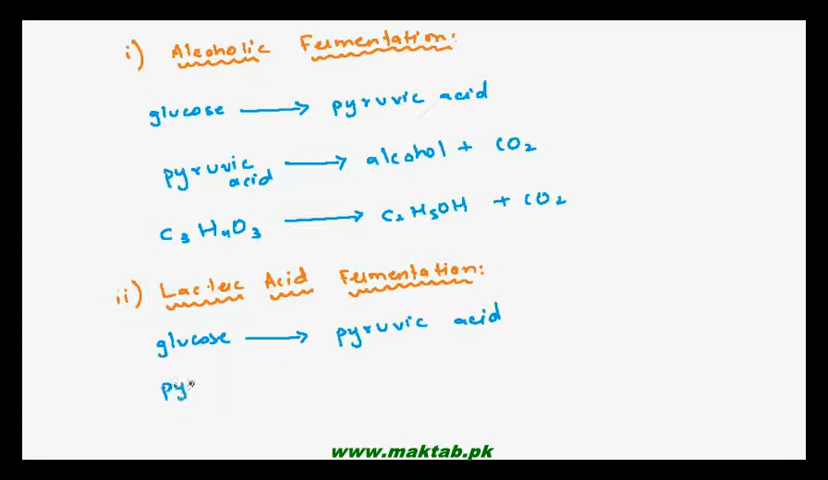 i) Alcoholic Fermentation:
glucose ⟶ pyruvic acid
pyruvic acid ⟶ alcohol + CO₂
C₃H₄O₃ ⟶ C₂H₅OH + CO₂
ii) Lacteic Acid Fermentation:
glucose ⟶ pyruvic acid
py
www.maktab.pk